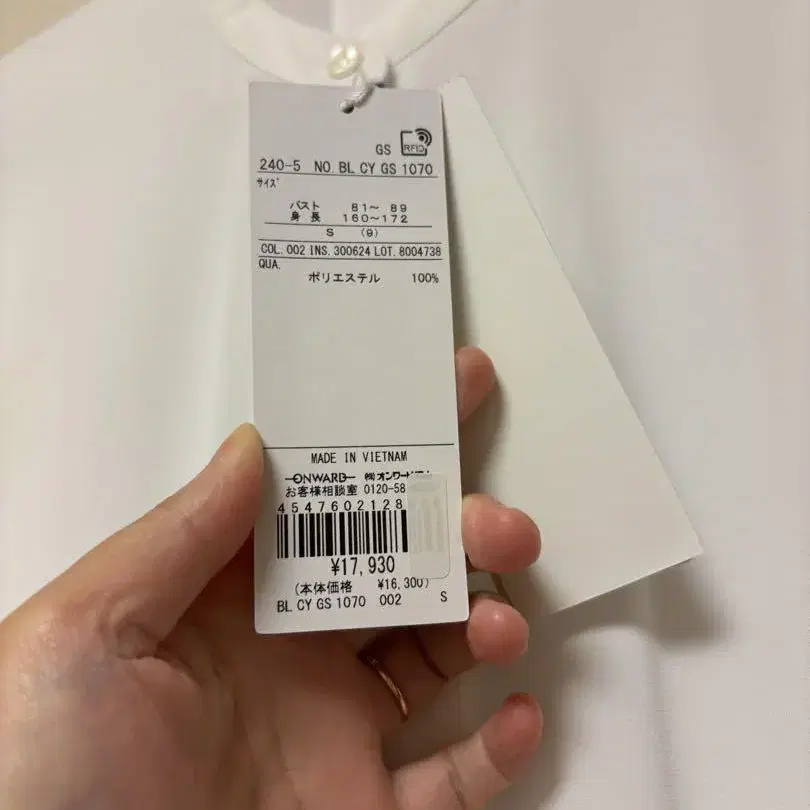 GS RFID
240-5 NO. BL CY GS 1070
サイズ
バスト 81~ 89
身長 160~172
S (9)
COL. 002 INS. 300624 LOT. 8004738
QUA.
ポリエステル 100%
MADE IN VIETNAM
ONWARD
お客様相談室 0120-58
4547602128
¥17,930
(本体価格 ¥16,300)
BL CY GS 1070 002 S